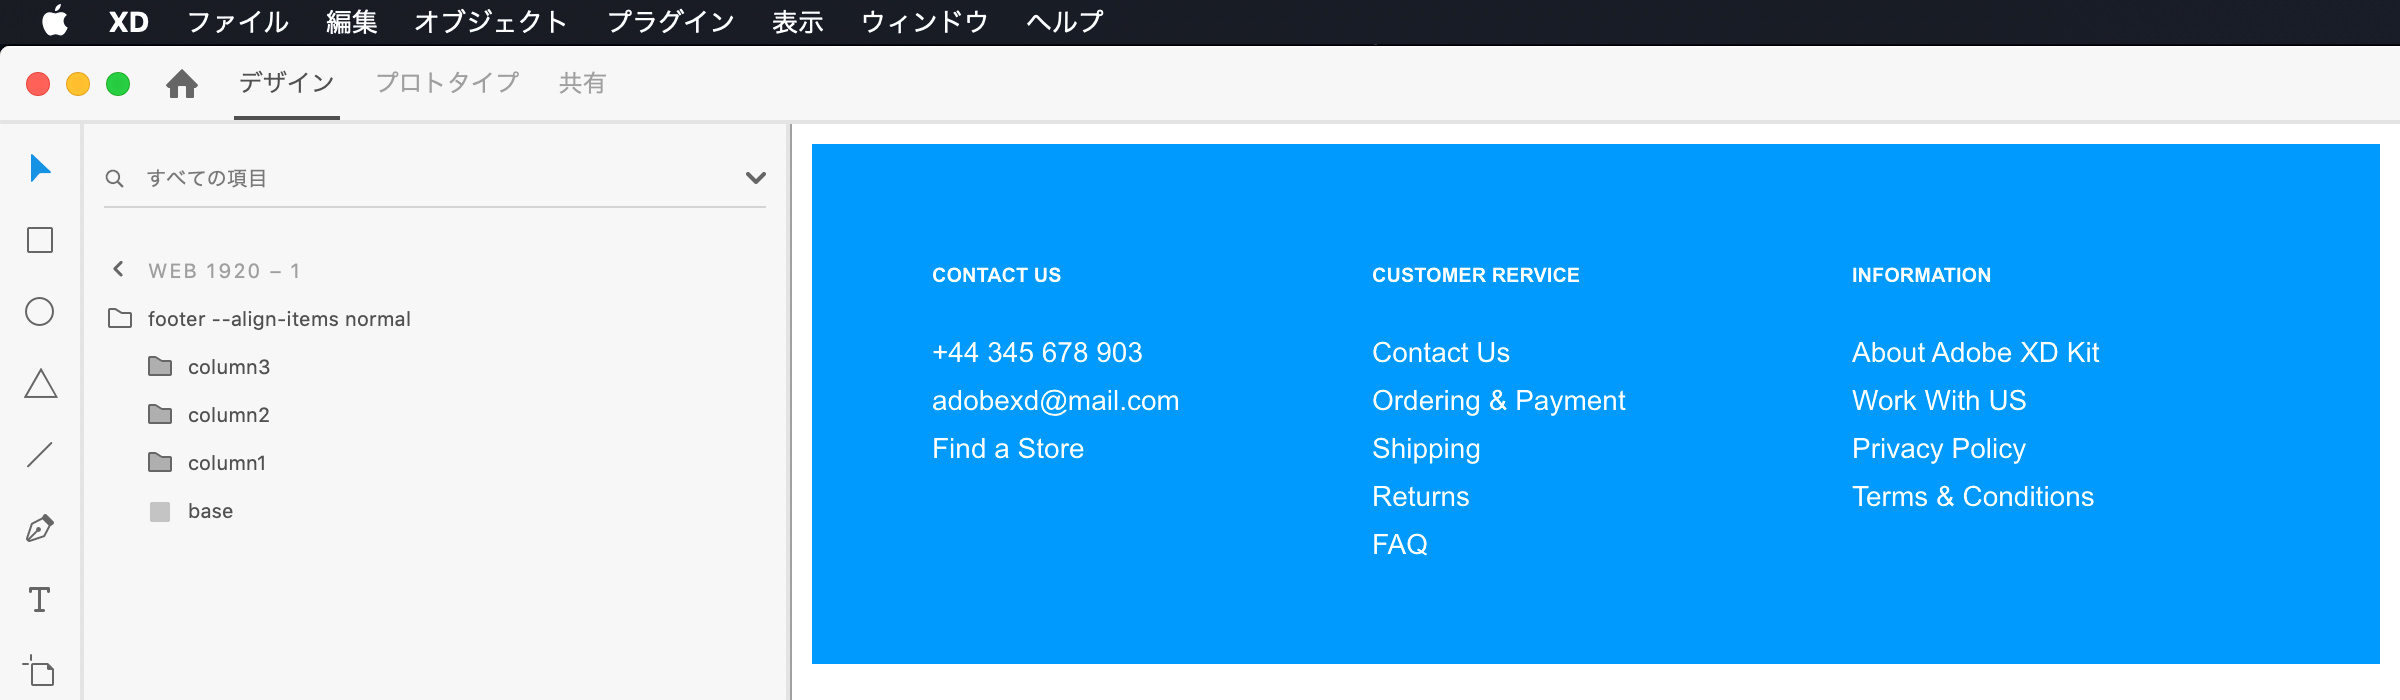 XD ファイル 編集 オブジェクト プラグイン 表示 ウィンドウ ヘルプ
デザイン プロトタイプ 共有
すべての項目
WEB 1920 – 1
footer --align-items normal
column3
column2
column1
base
CONTACT US
+44 345 678 903
adobexd@mail.com
Find a Store
CUSTOMER RERVICE
Contact Us
Ordering & Payment
Shipping
Returns
FAQ
INFORMATION
About Adobe XD Kit
Work With US
Privacy Policy
Terms & Conditions